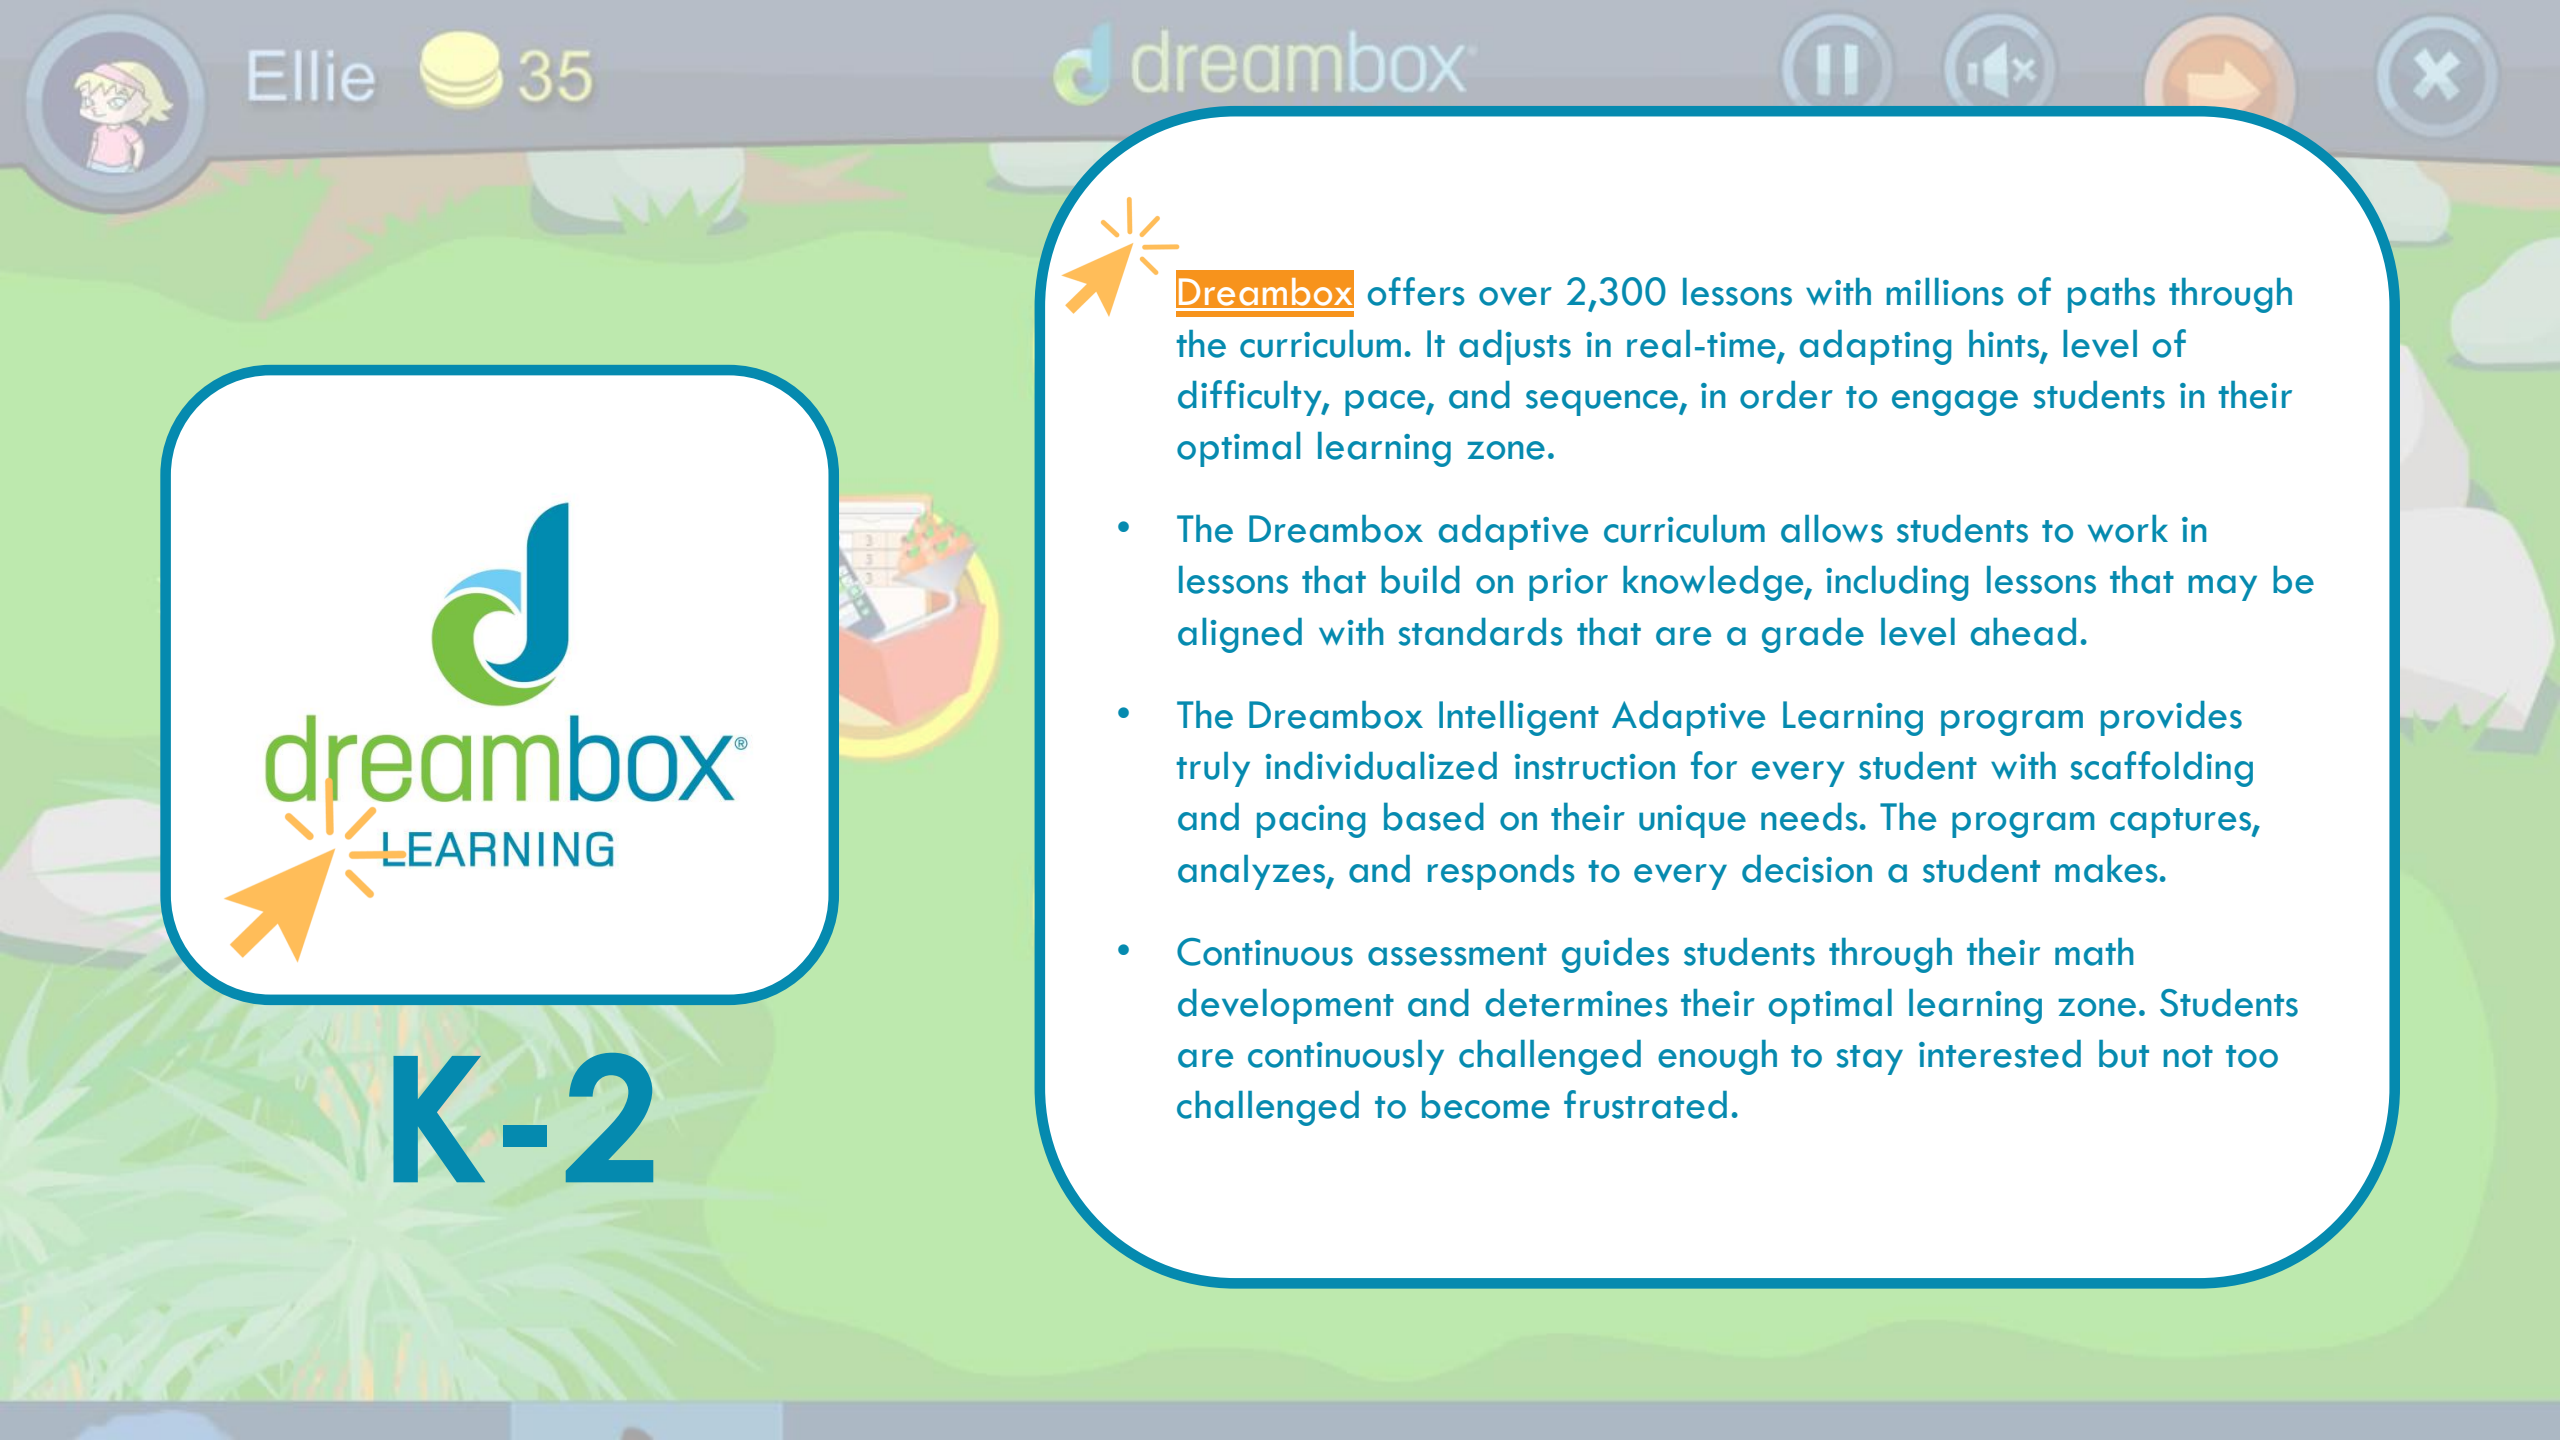 Ellie 35 dreambox
Dreambox offers over 2,300 lessons with millions of paths through
the curriculum. It adjusts in real-time, adapting hints, level of
difficulty, pace, and sequence, in order to engage students in their
optimal learning zone.
• The Dreambox adaptive curriculum allows students to work in
lessons that build on prior knowledge, including lessons that may be
aligned with standards that are a grade level ahead.
• The Dreambox Intelligent Adaptive Learning program provides
truly individualized instruction for every student with scaffolding
and pacing based on their unique needs. The program captures,
analyzes, and responds to every decision a student makes.
• Continuous assessment guides students through their math
development and determines their optimal learning zone. Students
are continuously challenged enough to stay interested but not too
challenged to become frustrated.
dreambox®
LEARNING
K-2